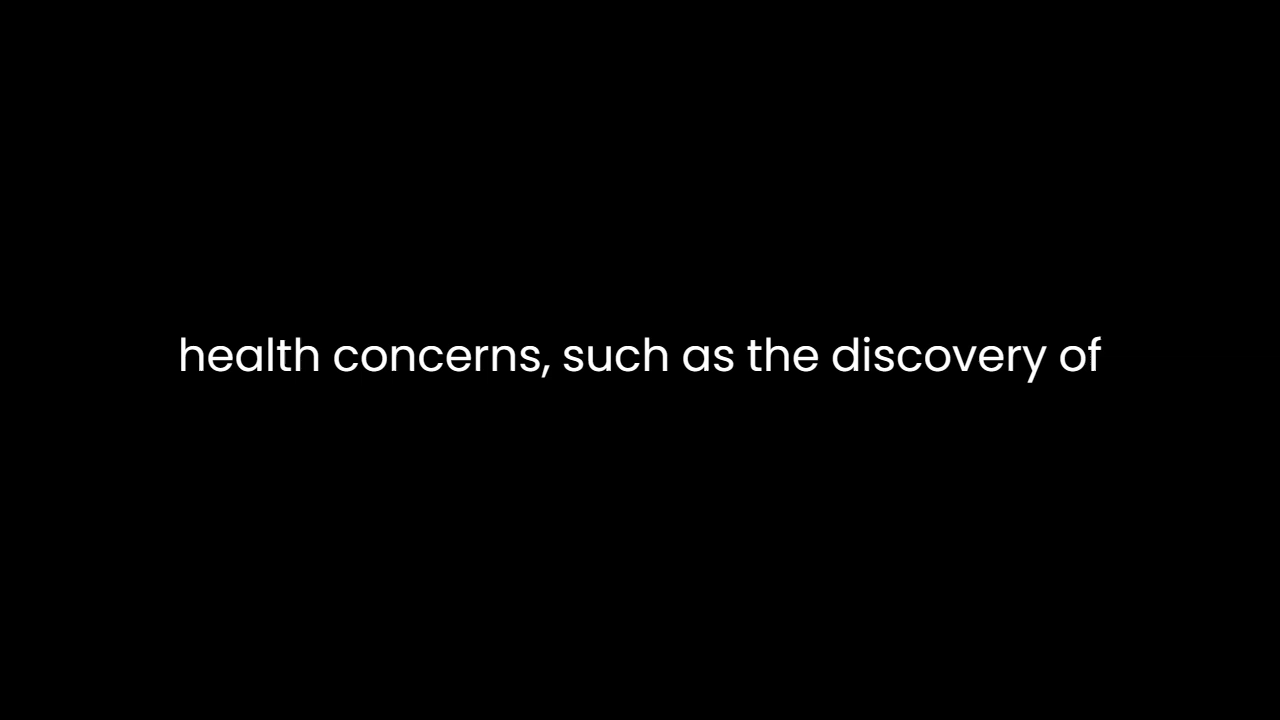 health concerns, such as the discovery of